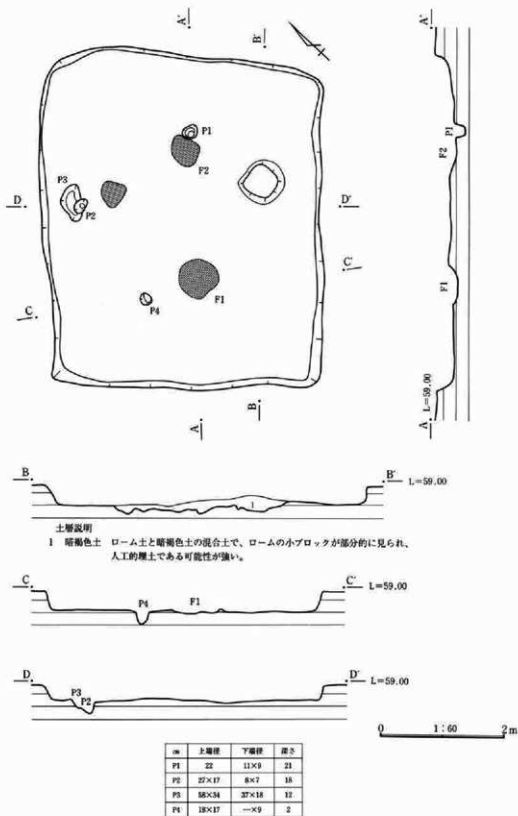 A'
B'
A'
P1
F2
P1
F2
P3
P2
D
D'
C'
F1
P4
F1
C
B
A
A
L=59.00
B
B'
L=59.00
1
土層説明
1 暗褐色土 ローム土と暗褐色土の混合土で、ロームの小ブロックが部分的に見られ、
人工的埋土である可能性が強い。
C
C'
L=59.00
P4
F1
D
D'
L=59.00
P3
P2
0 1:60 2m
cm 上端径 下端径 深さ
P1 22 11×9 21
P2 27×17 8×7 18
P3 58×34 37×18 12
P4 18×17 —×9 2